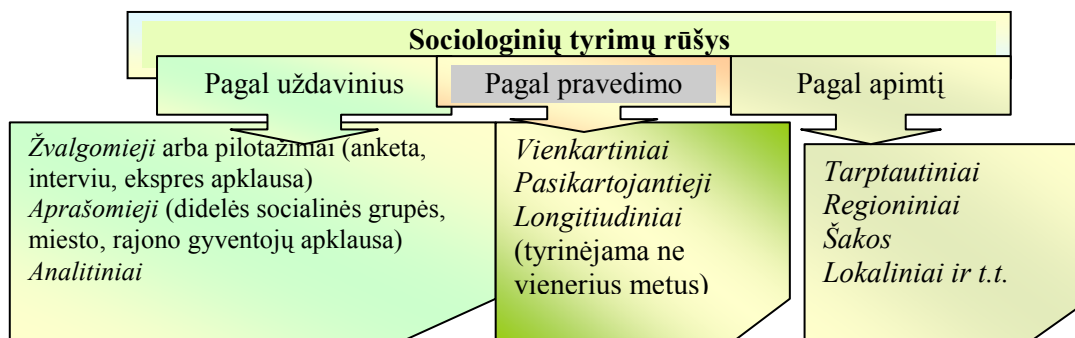 Sociologinių tyrimų rūšys
Pagal uždavinius
Pagal pravedimo
Pagal apimtį
Žvalgomieji arba pilotažiniai (anketa,
interviu, ekspres apklausa)
Aprašomieji (didelės socialinės grupės,
miesto, rajono gyventojų apklausa)
Analitiniai
Vienkartiniai
Pasikartojantieji
Longitiudiniai
(tyrinėjama ne
vienerius metus)
Tarptautiniai
Regioniniai
Šakos
Lokaliniai ir t.t.